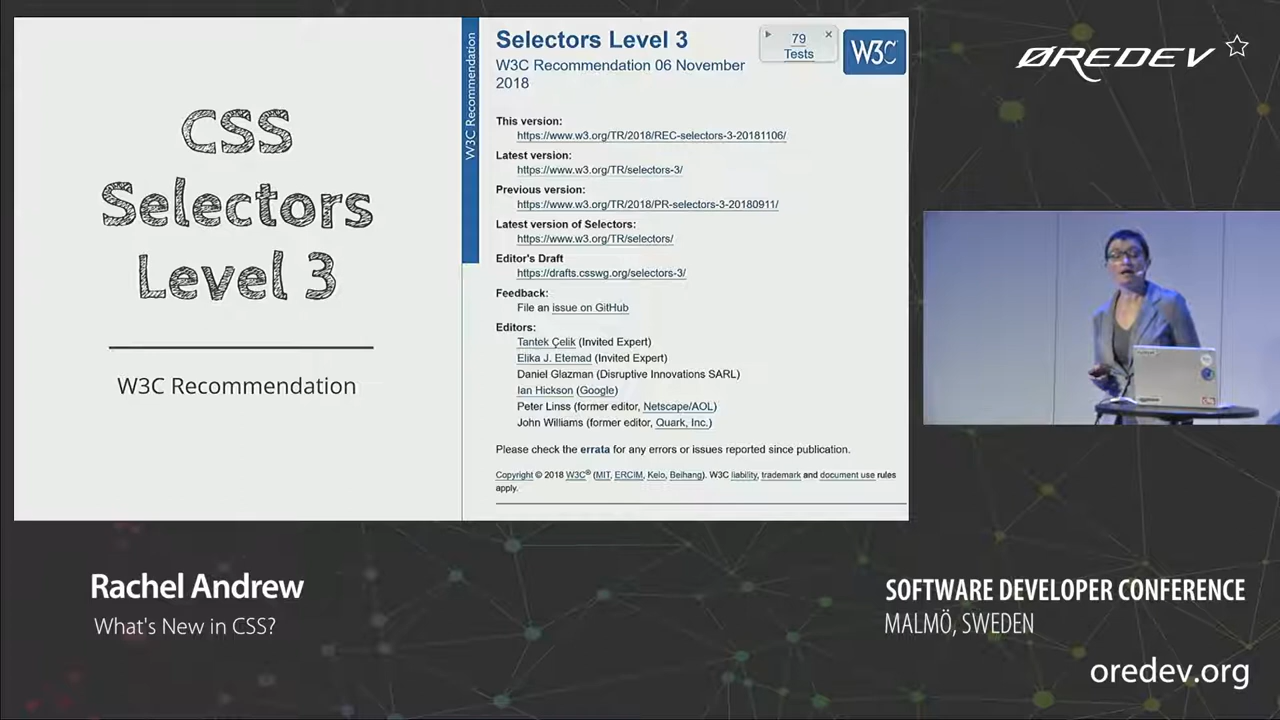 CSS
Selectors
Level 3
W3C Recommendation
W3C Recommendation
Selectors Level 3
W3C Recommendation 06 November
2018
79
Tests
W3C
This version:
https://www.w3.org/TR/2018/REC-selectors-3-20181106/
Latest version:
https://www.w3.org/TR/selectors-3/
Previous version:
https://www.w3.org/TR/2018/PR-selectors-3-20180911/
Latest version of Selectors:
https://www.w3.org/TR/selectors/
Editor's Draft
https://drafts.csswg.org/selectors-3/
Feedback:
File an issue on GitHub
Editors:
Tantek Çelik (Invited Expert)
Elika J. Etemad (Invited Expert)
Daniel Glazman (Disruptive Innovations SARL)
Ian Hickson (Google)
Peter Linss (former editor, Netscape/AOL)
John Williams (former editor, Quark, Inc.)
Please check the errata for any errors or issues reported since publication.
Copyright © 2018 W3C® (MIT, ERCIM, Keio, Beihang). W3C liability, trademark and document use rules
apply.
ØREDEV
Rachel Andrew
What's New in CSS?
SOFTWARE DEVELOPER CONFERENCE
MALMÖ, SWEDEN
oredev.org